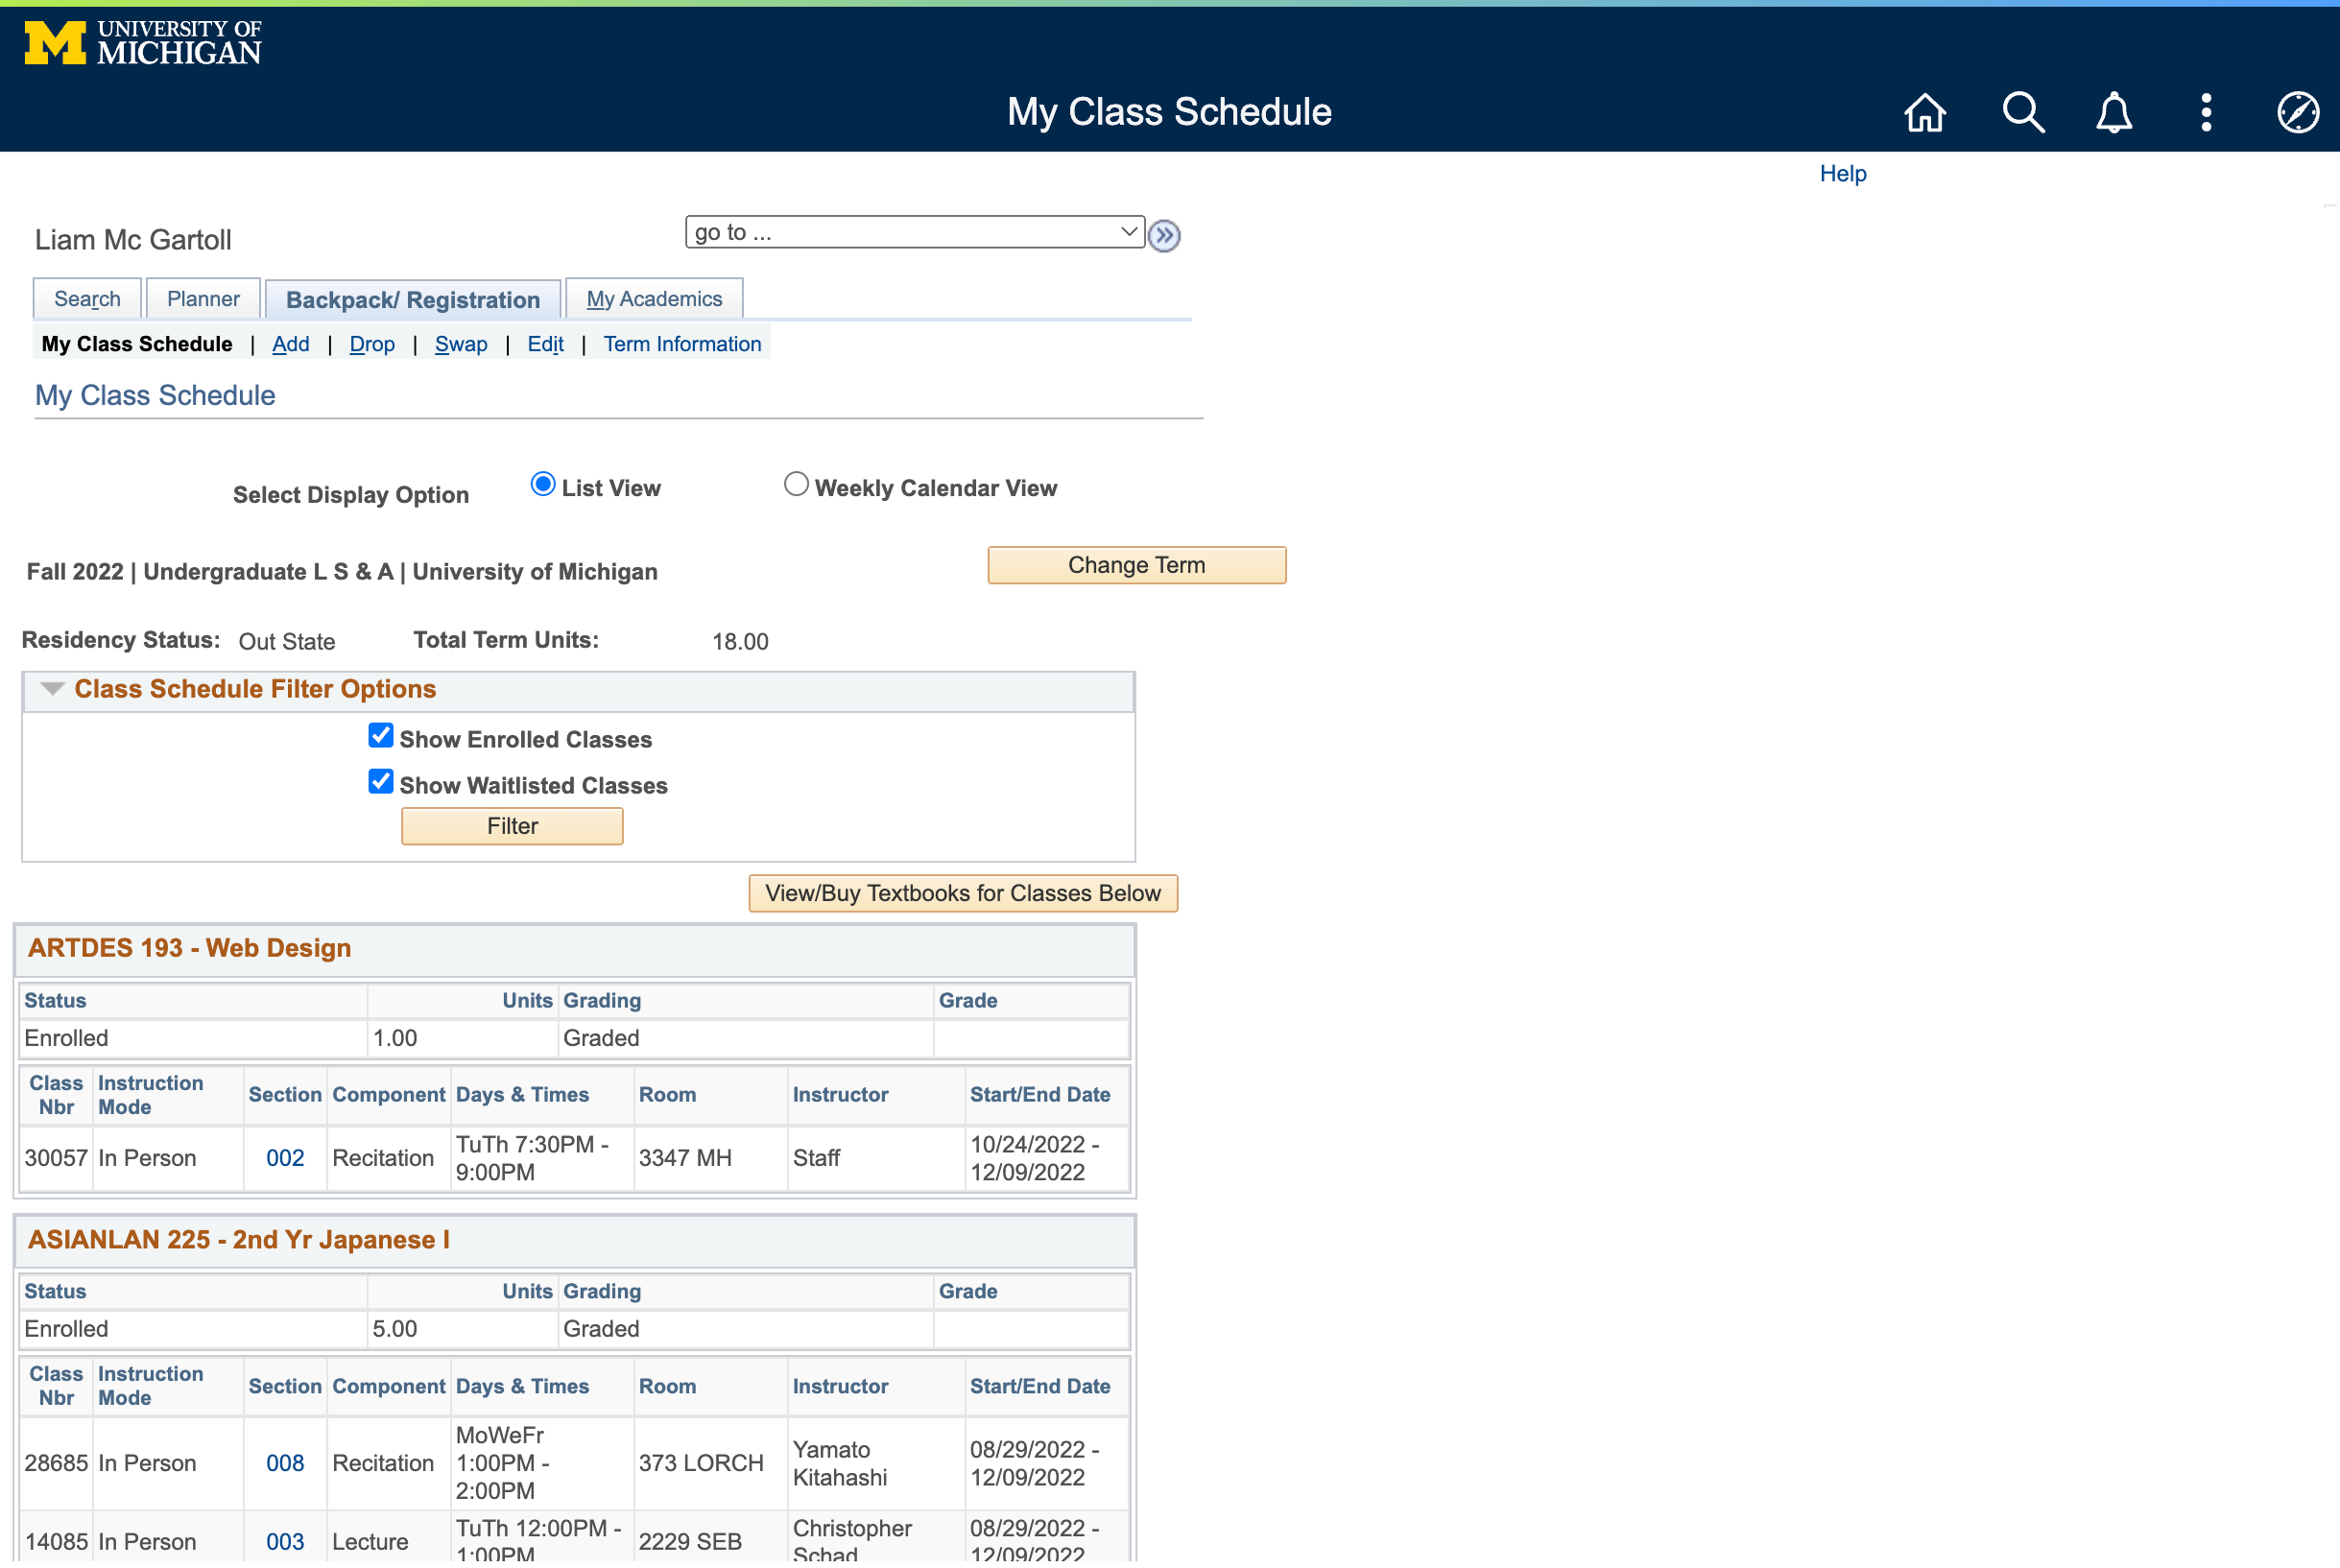 UNIVERSITY OF
MICHIGAN
My Class Schedule
Help
Liam Mc Gartoll
go to ...
Search
Planner
Backpack/ Registration
My Academics
My Class Schedule | Add | Drop | Swap | Edit | Term Information
My Class Schedule
Select Display Option
List View
Weekly Calendar View
Fall 2022 | Undergraduate L S & A | University of Michigan
Change Term
Residency Status: Out State Total Term Units: 18.00
Class Schedule Filter Options
Show Enrolled Classes
Show Waitlisted Classes
Filter
View/Buy Textbooks for Classes Below
ARTDES 193 - Web Design
Status Units Grading Grade
Enrolled 1.00 Graded
Class Nbr Instruction Mode Section Component Days & Times Room Instructor Start/End Date
30057 In Person 002 Recitation TuTh 7:30PM - 9:00PM 3347 MH Staff 10/24/2022 - 12/09/2022
ASIANLAN 225 - 2nd Yr Japanese I
Status Units Grading Grade
Enrolled 5.00 Graded
Class Nbr Instruction Mode Section Component Days & Times Room Instructor Start/End Date
28685 In Person 008 Recitation MoWeFr 1:00PM - 2:00PM 373 LORCH Yamato Kitahashi 08/29/2022 - 12/09/2022
14085 In Person 003 Lecture TuTh 12:00PM - 1:00PM 2229 SEB Christopher Schad 08/29/2022 - 12/09/2022